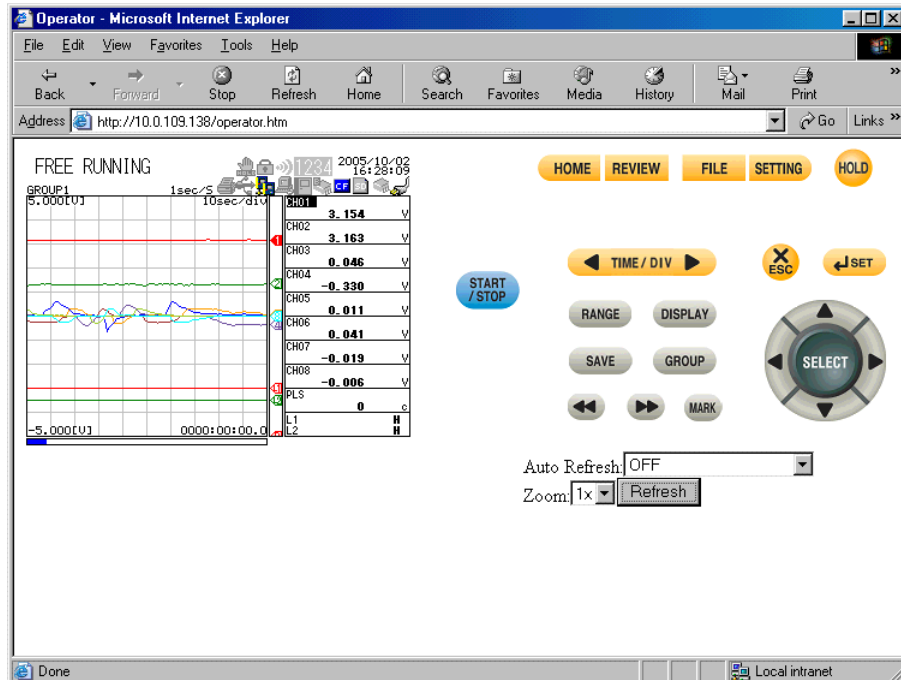 Operator - Microsoft Internet Explorer
File Edit View Favorites Tools Help
Back Forward Stop Refresh Home Search Favorites Media History Mail Print
Address http://10.0.109.138/operator.htm Go Links
FREE RUNNING 1234 2005/10/02
16:28:09
GROUP1 1sec/S CF SD
5.000[V] 10sec/div
CH01
3.154 V
CH02
3.163 V
CH03
0.046 V
CH04
-0.330 V
CH05
0.011 V
CH06
0.041 V
CH07
-0.019 V
CH08
-0.006 V
PLS
0 c
L1 H
L2 H
-5.000[V] 0000:00:00.0
HOME REVIEW FILE SETTING HOLD
TIME / DIV ESC SET
START
/ STOP
RANGE DISPLAY
SAVE GROUP
SELECT
MARK
Auto Refresh: OFF
Zoom: 1x Refresh
Done Local intranet